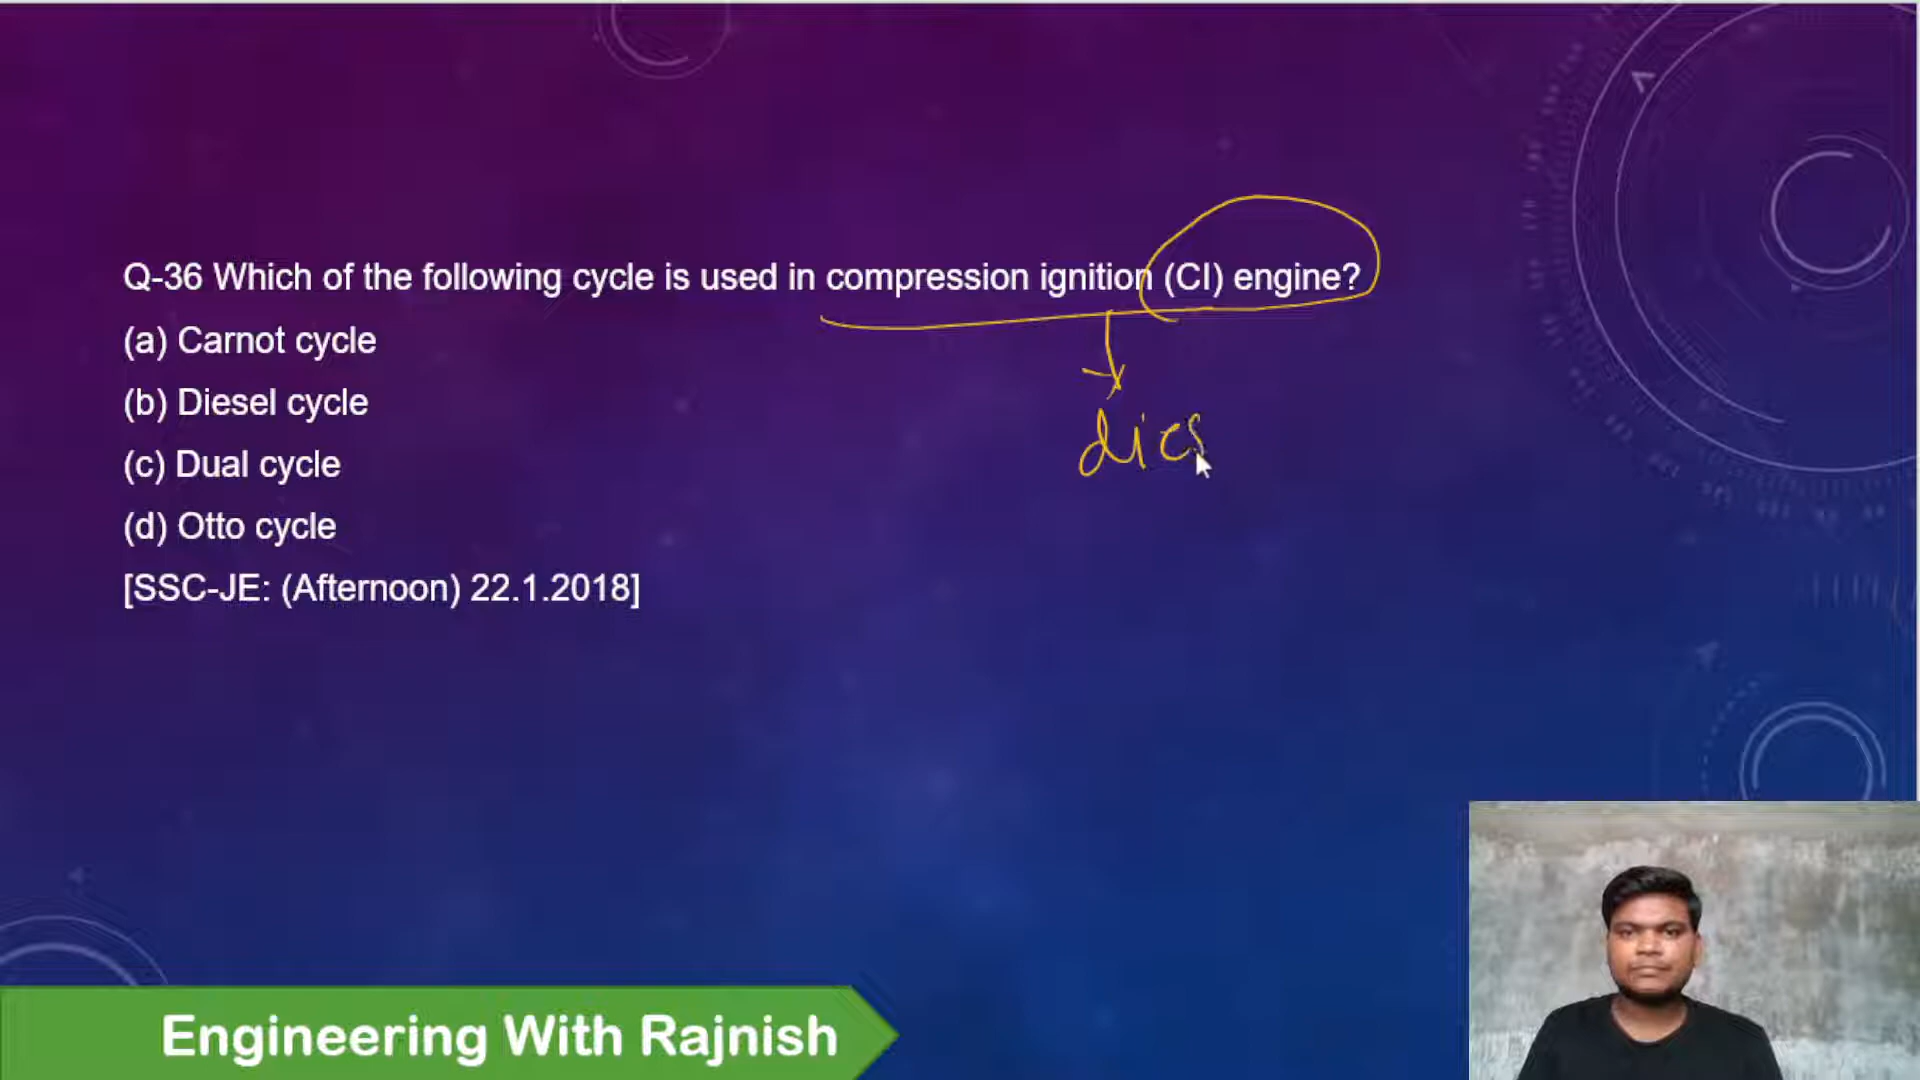 Q-36 Which of the following cycle is used in compression ignition (CI) engine?
(a) Carnot cycle
(b) Diesel cycle
(c) Dual cycle
(d) Otto cycle
[SSC-JE: (Afternoon) 22.1.2018]
dies
Engineering With Rajnish